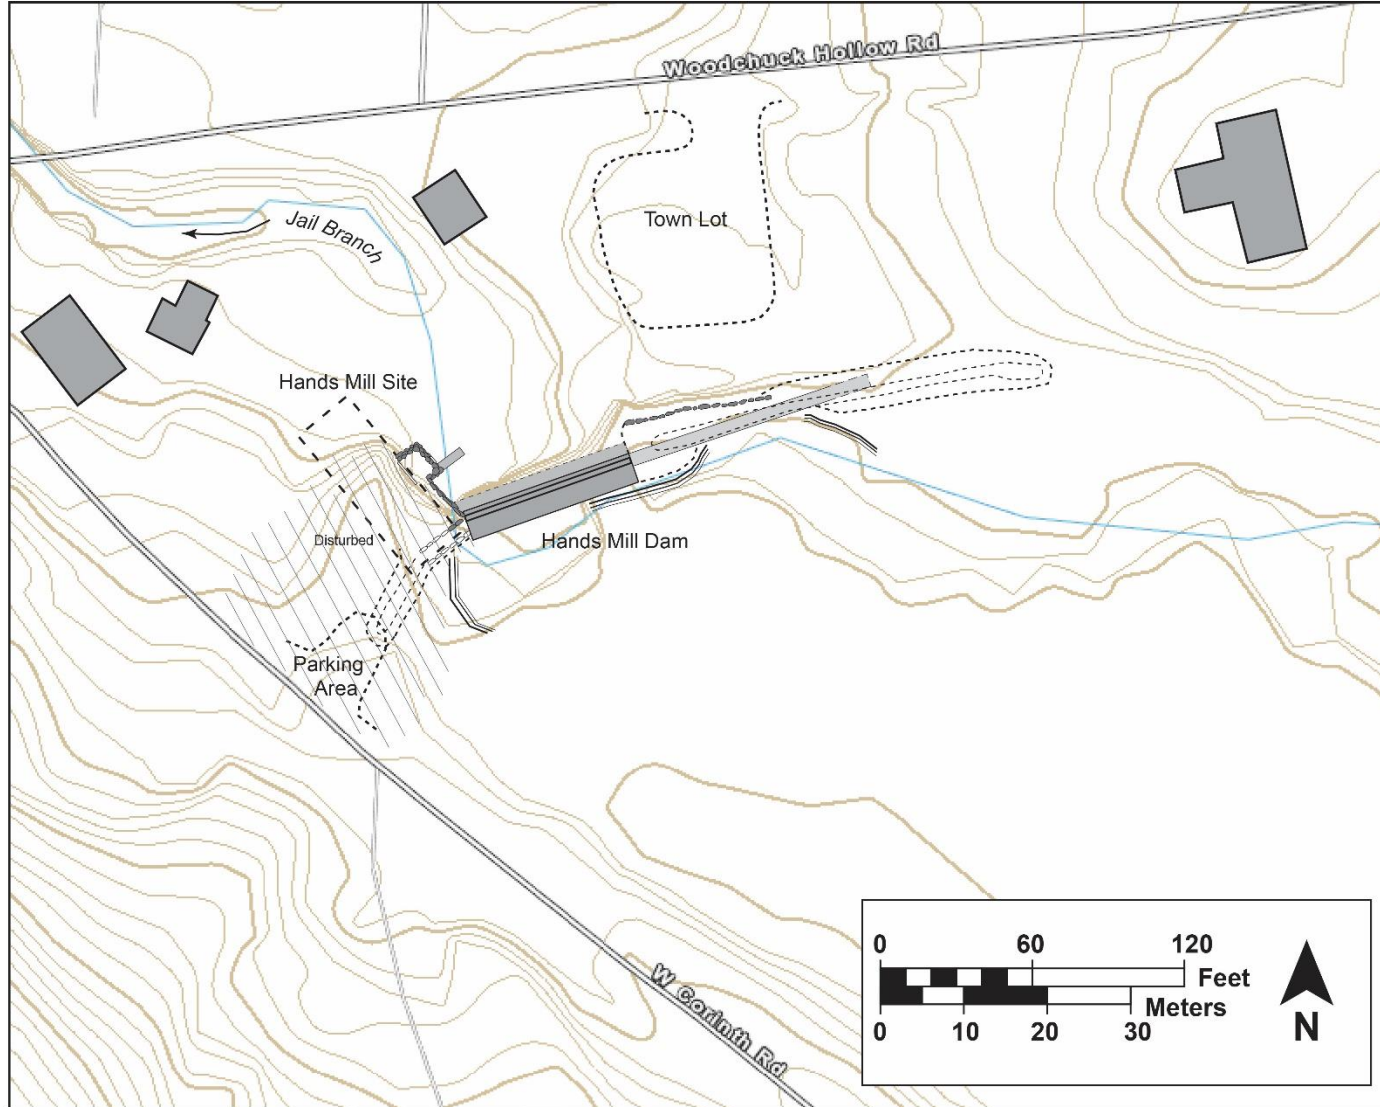 Woodchuck Hollow Rd
Town Lot
Jail Branch
Hands Mill Site
Disturbed
Hands Mill Dam
Parking
Area
W Corinth Rd
0 60 120
Feet
Meters
0 10 20 30
N